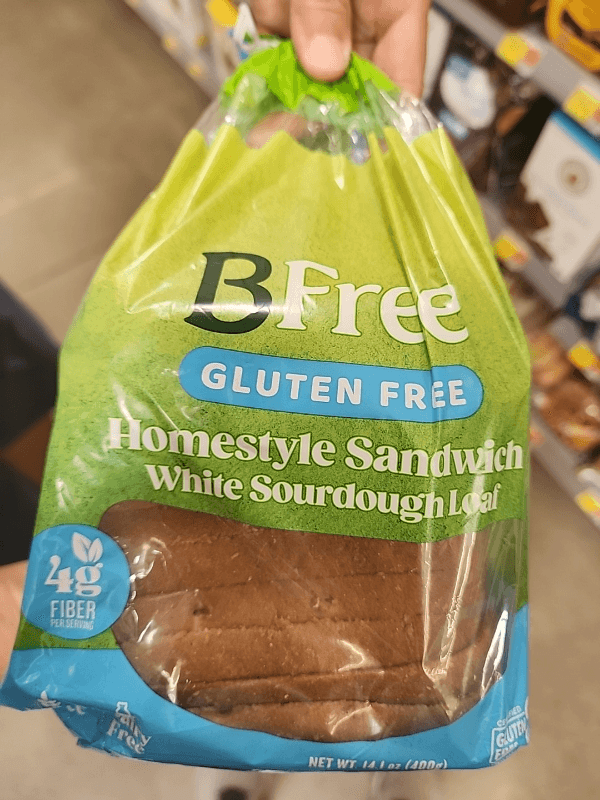 BFree
GLUTEN FREE
Homestyle Sandwich
White Sourdough Loaf
4g
FIBER
PER SERVING
Dairy
Free
NET WT. 14.1 oz (400g)
GLUTEN